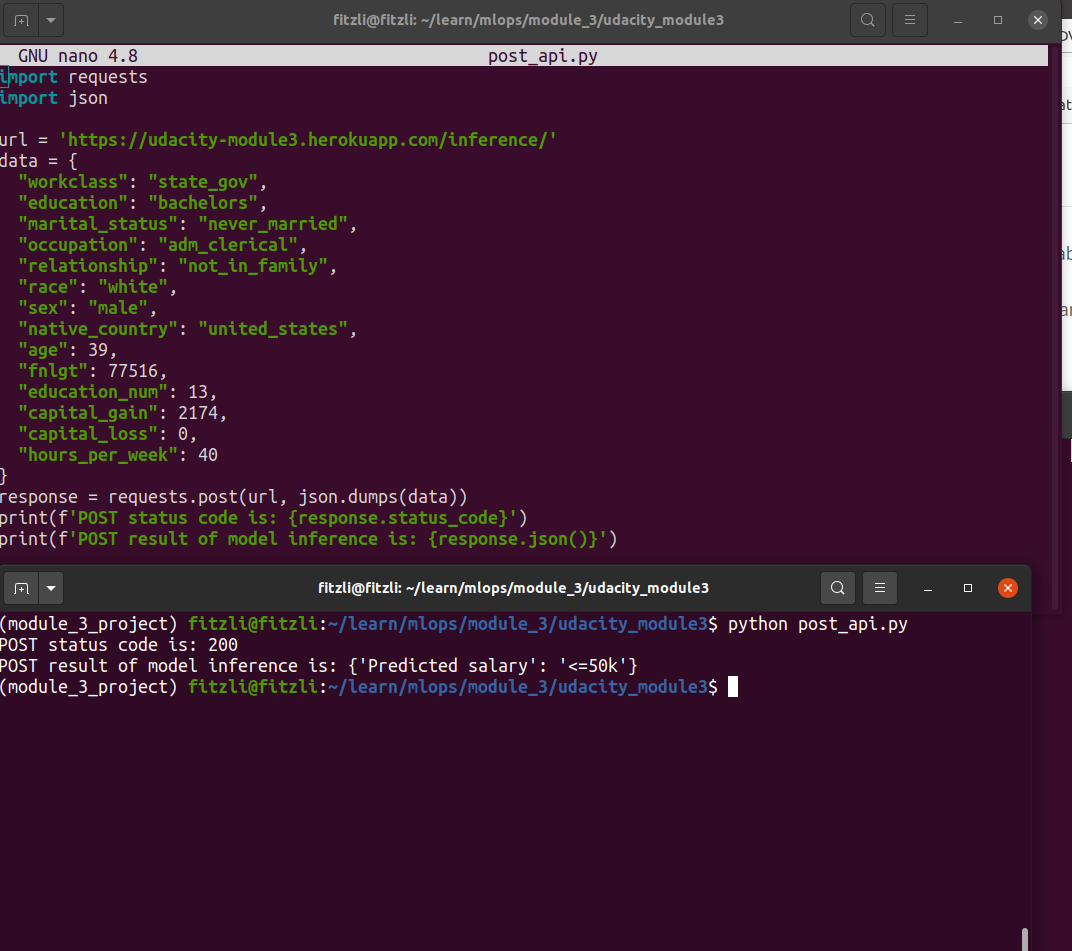 fitzli@fitzli: ~/learn/mlops/module_3/udacity_module3
GNU nano 4.8 post_api.py
import requests
import json
url = 'https://udacity-module3.herokuapp.com/inference/'
data = {
"workclass": "state_gov",
"education": "bachelors",
"marital_status": "never_married",
"occupation": "adm_clerical",
"relationship": "not_in_family",
"race": "white",
"sex": "male",
"native_country": "united_states",
"age": 39,
"fnlgt": 77516,
"education_num": 13,
"capital_gain": 2174,
"capital_loss": 0,
"hours_per_week": 40
}
response = requests.post(url, json.dumps(data))
print(f'POST status code is: {response.status_code}')
print(f'POST result of model inference is: {response.json()}')
fitzli@fitzli: ~/learn/mlops/module_3/udacity_module3
(module_3_project) fitzli@fitzli:~/learn/mlops/module_3/udacity_module3$ python post_api.py
POST status code is: 200
POST result of model inference is: {'Predicted salary': '<=50k'}
(module_3_project) fitzli@fitzli:~/learn/mlops/module_3/udacity_module3$